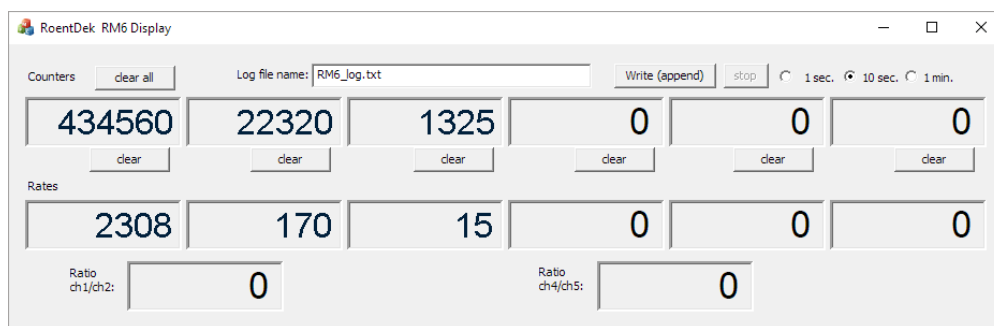 RoentDek RM6 Display
Counters clear all Log file name: RM6_log.txt Write (append) stop 1 sec. 10 sec. 1 min.
434560 22320 1325 0 0 0
clear clear clear clear clear clear
Rates
2308 170 15 0 0 0
Ratio ch1/ch2: 0 Ratio ch4/ch5: 0